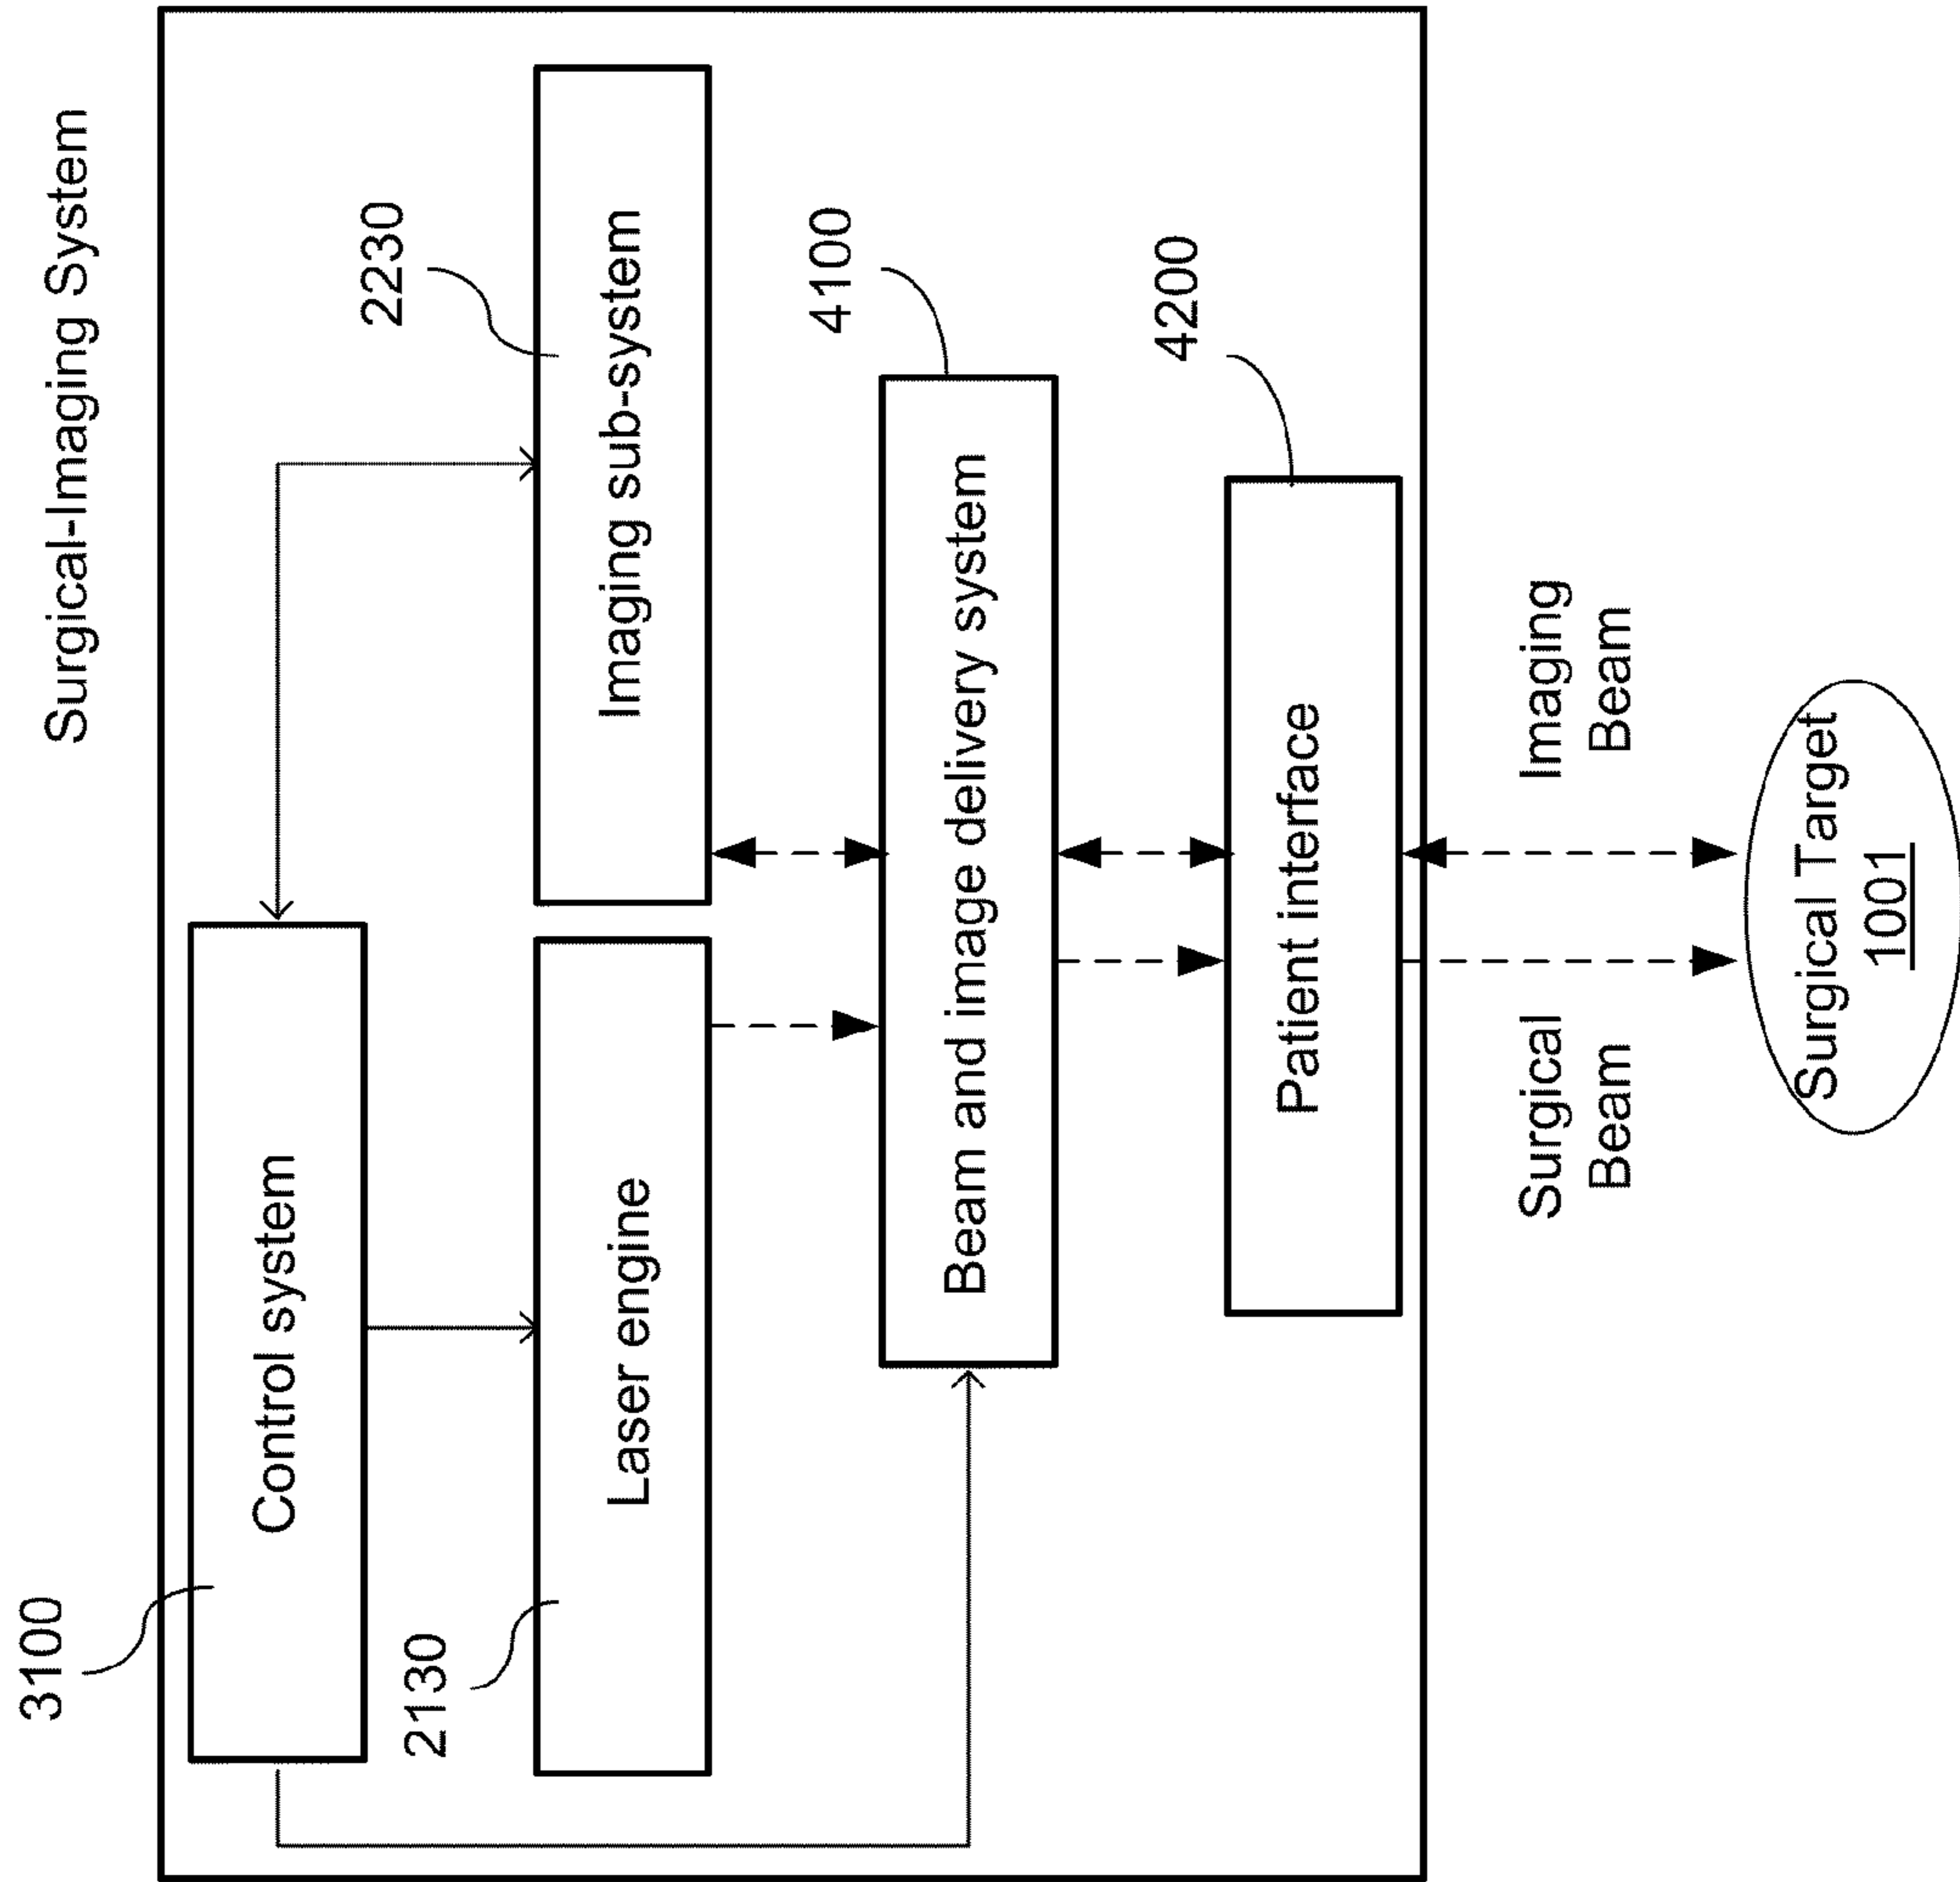 Surgical-Imaging System
3100
Control system
2130
Laser engine
2230
Imaging sub-system
4100
Beam and image delivery system
4200
Patient interface
Surgical
Beam
Imaging
Beam
Surgical Target
1001